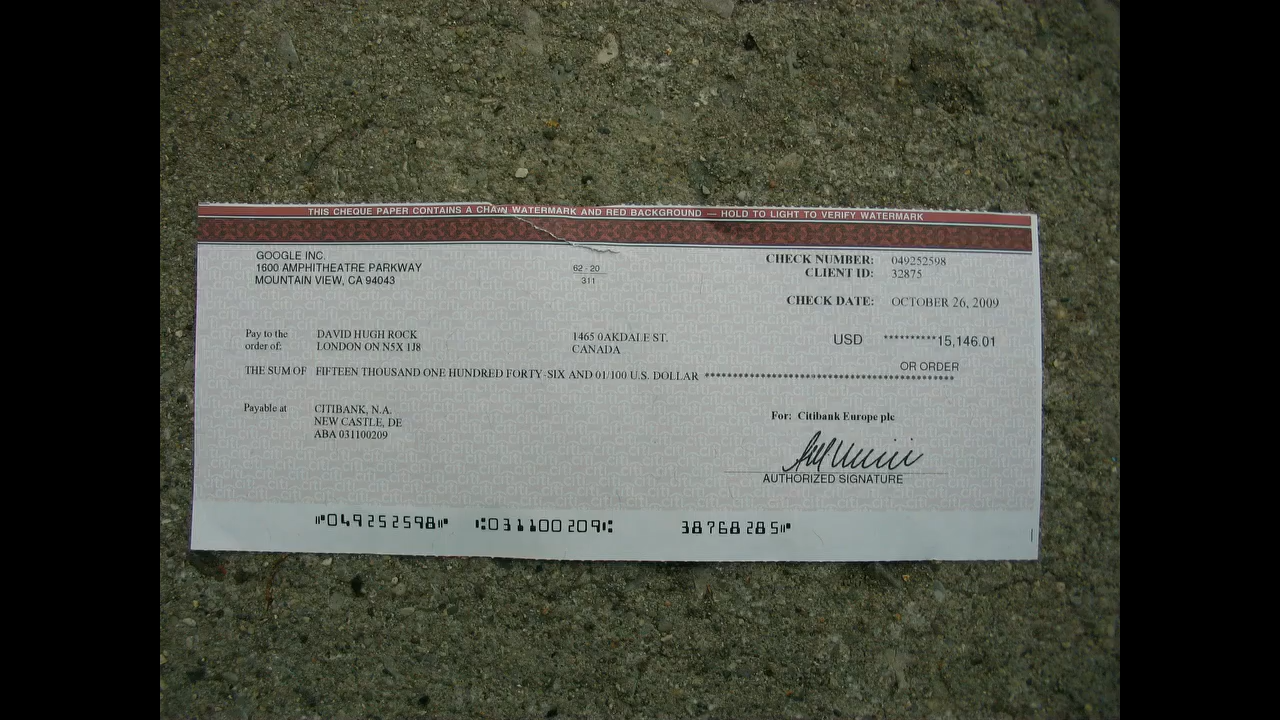 THIS CHEQUE PAPER CONTAINS A CHAIN WATERMARK AND RED BACKGROUND — HOLD TO LIGHT TO VERIFY WATERMARK
GOOGLE INC.
1600 AMPHITHEATRE PARKWAY
MOUNTAIN VIEW, CA 94043
62-20
311
CHECK NUMBER: 049252598
CLIENT ID: 32875
CHECK DATE: OCTOBER 26, 2009
Pay to the order of:
DAVID HUGH ROCK
LONDON ON N5X 1J8
1465 0AKDALE ST.
CANADA
USD **********15,146.01
OR ORDER
THE SUM OF FIFTEEN THOUSAND ONE HUNDRED FORTY-SIX AND 01/100 U.S. DOLLAR
Payable at
CITIBANK, N.A.
NEW CASTLE, DE
ABA 031100209
For: Citibank Europe plc
AUTHORIZED SIGNATURE
⑈049252598⑈ ⑆031100209⑆ 38768285⑈